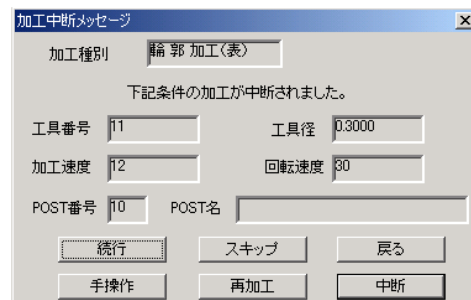 加工中断メッセージ
加工種別 輪 郭 加工(表)
下記条件の加工が中断されました。
工具番号 11 工具径 0.3000
加工速度 12 回転速度 30
POST番号 10 POST名
続行 スキップ 戻る
手操作 再加工 中断